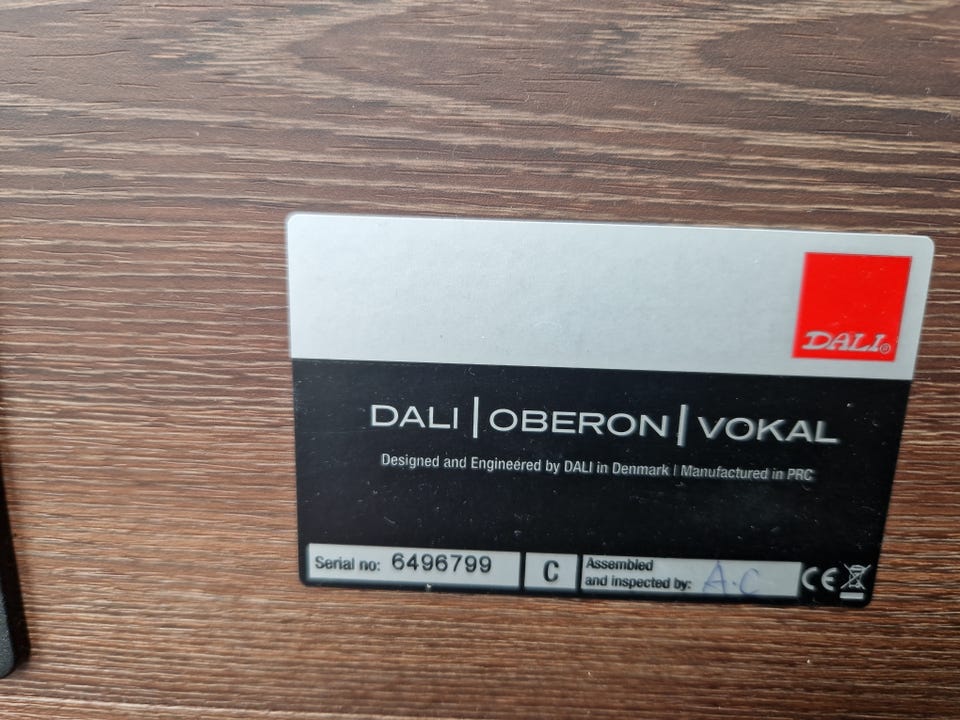 DALI®
DALI | OBERON | VOKAL
Designed and Engineered by DALI in Denmark | Manufactured in PRC
Serial no: 6496799
C
Assembled
and inspected by: A.C
CE